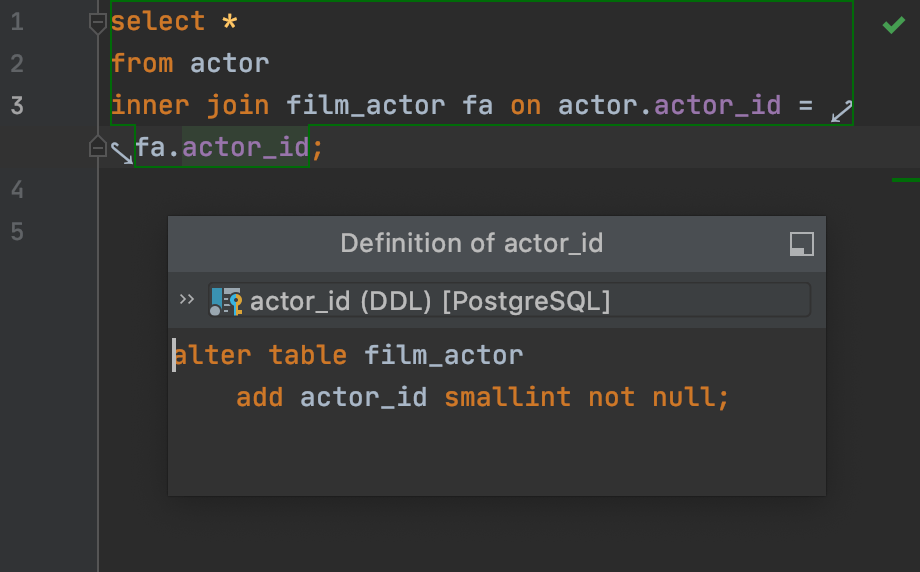 1 select *
2 from actor
3 inner join film_actor fa on actor.actor_id =
fa.actor_id;
4
5
Definition of actor_id
actor_id (DDL) [PostgreSQL]
alter table film_actor
add actor_id smallint not null;